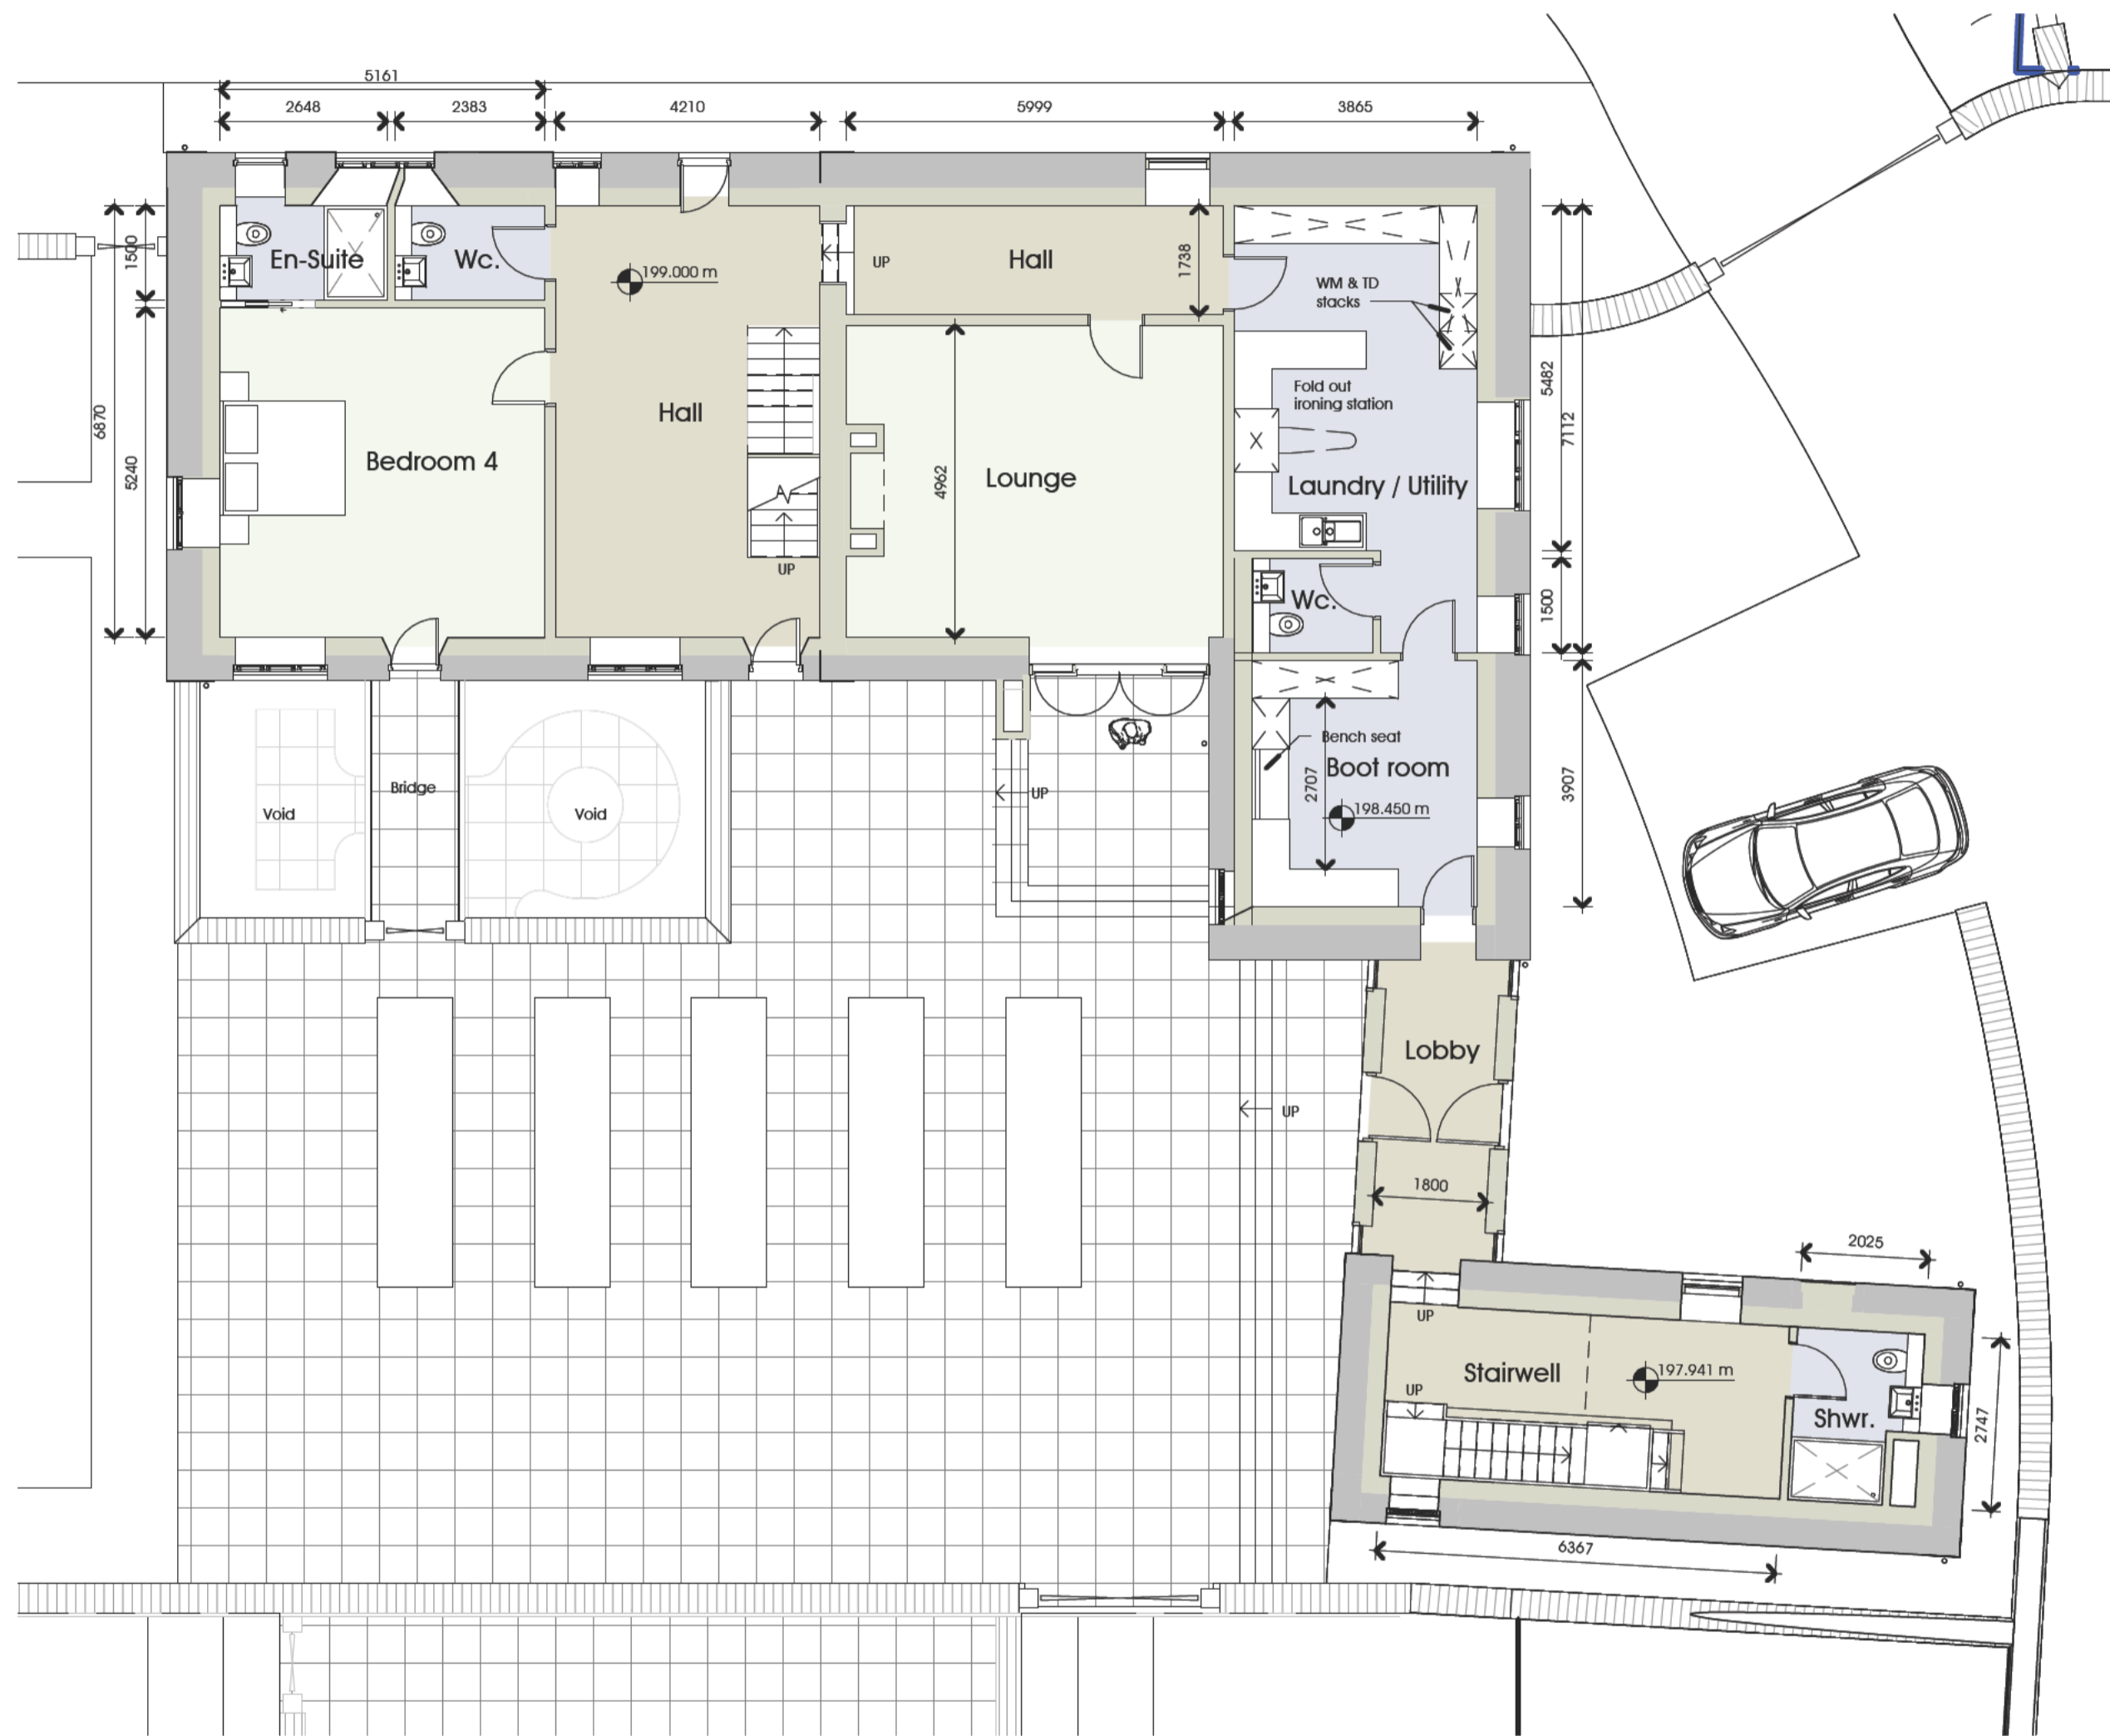 5161
2648
2383
4210
5999
3865
1500
6870
5240
En-Suite
Wc.
199.000 m
UP
Hall
1738
WM & TD
stacks
Hall
Bedroom 4
4962
Lounge
Fold out
ironing station
Laundry / Utility
5482
7112
UP
Wc.
1500
Void
Bridge
Void
UP
Bench seat
2707
Boot room
198.450 m
3907
Lobby
UP
1800
2025
UP
Stairwell
197.941 m
UP
Shwr.
2747
6367